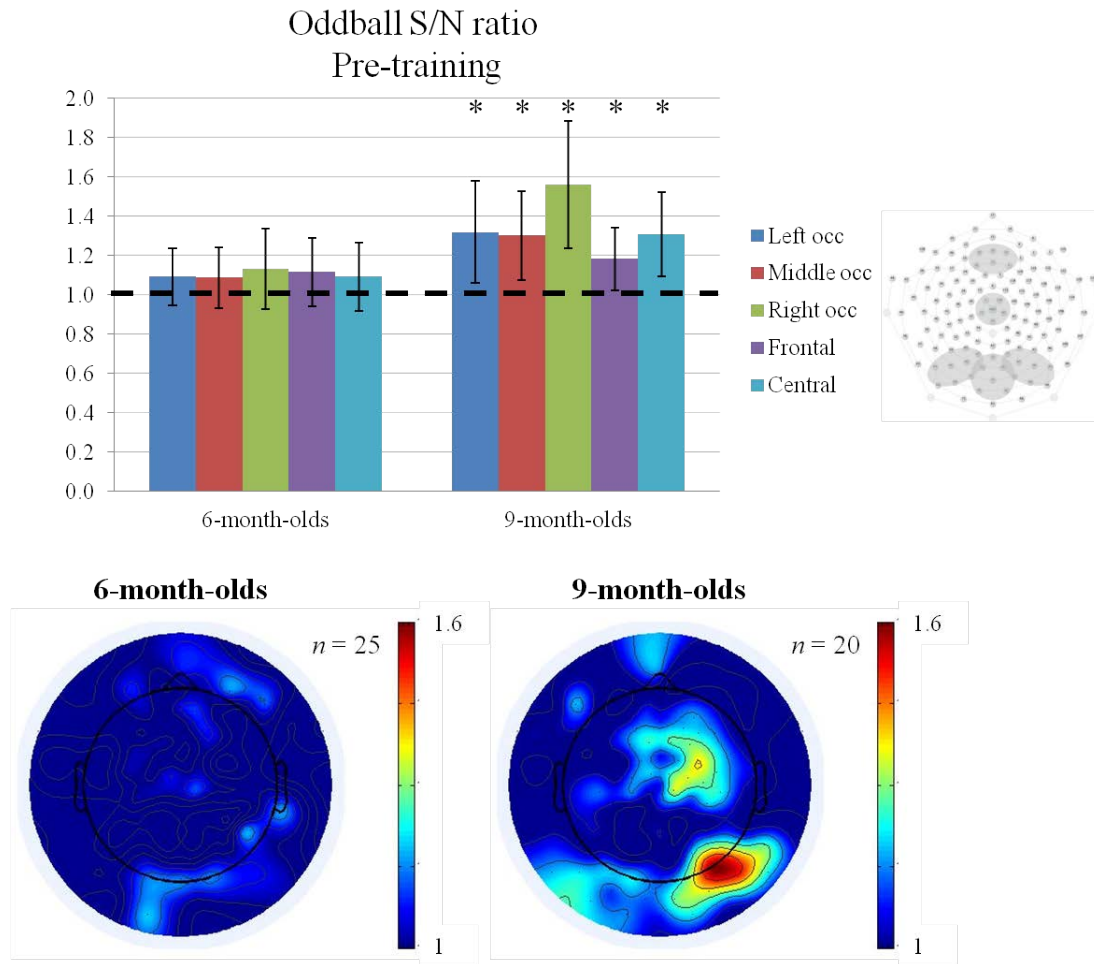 Oddball S/N ratio
Pre-training
2.0
* * * * *
1.8
1.6
1.4
1.2
1.0
0.8
0.6
0.4
0.2
0.0
6-month-olds 9-month-olds
Left occ
Middle occ
Right occ
Frontal
Central
6-month-olds
n = 25
1.6
1
9-month-olds
n = 20
1.6
1